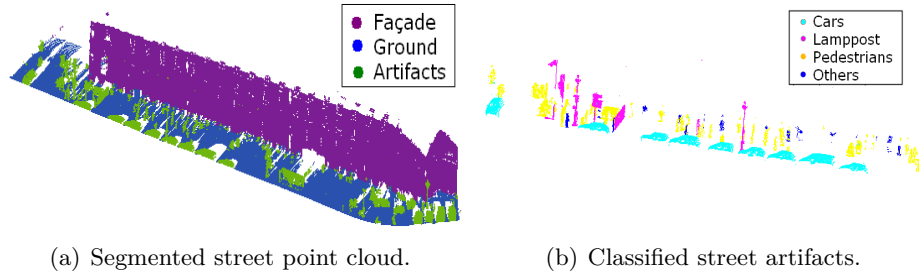 Façade
Ground
Artifacts
Cars
Lamppost
Pedestrians
Others
(a) Segmented street point cloud.
(b) Classified street artifacts.